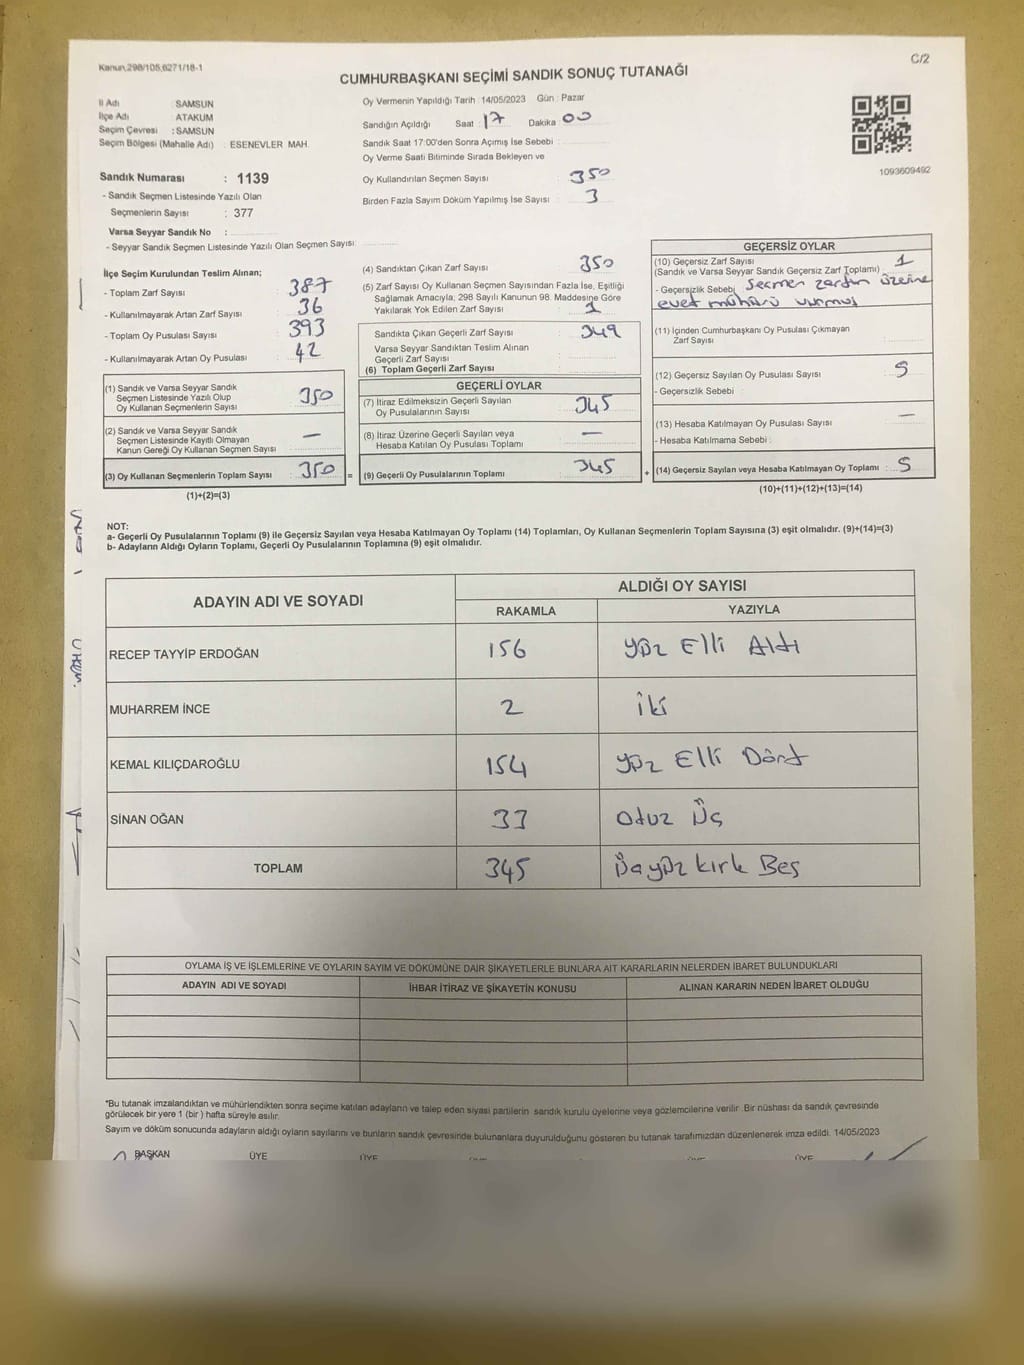 Kanun,298/105,6271/18-1
C/2
CUMHURBAŞKANI SEÇİMİ SANDIK SONUÇ TUTANAĞI
İl Adı SAMSUN
İlçe Adı ATAKUM
Seçim Çevresi : SAMSUN
Seçim Bölgesi (Mahalle Adı) : ESENEVLER MAH.
Sandık Numarası : 1139
- Sandık Seçmen Listesinde Yazılı Olan
Seçmenlerin Sayısı : 377
Varsa Seyyar Sandık No :
- Seyyar Sandık Seçmen Listesinde Yazılı Olan Seçmen Sayısı
Oy Vermenin Yapıldığı Tarih : 14/05/2023 Gün : Pazar
Sandığın Açıldığı Saat : 17 Dakika 00
Sandık Saat 17:00'den Sonra Açımış İse Sebebi :
Oy Verme Saati Bitiminde Sırada Bekleyen ve
Oy Kullandırılan Seçmen Sayısı : 350
Birden Fazla Sayım Döküm Yapılmış İse Sayısı : 3
1093609492
İlçe Seçim Kurulundan Teslim Alınan;
- Toplam Zarf Sayısı : 387
- Kullanılmayarak Artan Zarf Sayısı : 36
- Toplam Oy Pusulası Sayısı : 393
- Kullanılmayarak Artan Oy Pusulası : 42
(1) Sandık ve Varsa Seyyar Sandık
Seçmen Listesinde Yazılı Olup
Oy Kullanan Seçmenlerin Sayısı : 350
(2) Sandık ve Varsa Seyyar Sandık
Seçmen Listesinde Kayıtlı Olmayan
Kanun Gereği Oy Kullanan Seçmen Sayısı : —
(3) Oy Kullanan Seçmenlerin Toplam Sayısı : 350 =
(1)+(2)=(3)
(4) Sandıktan Çıkan Zarf Sayısı : 350
(5) Zarf Sayısı Oy Kullanan Seçmen Sayısından Fazla İse, Eşitliği
Sağlamak Amacıyla; 298 Sayılı Kanunun 98. Maddesine Göre
Yakılarak Yok Edilen Zarf Sayısı : 1
Sandıkta Çıkan Geçerli Zarf Sayısı : 349
Varsa Seyyar Sandıktan Teslim Alınan
Geçerli Zarf Sayısı
(6) Toplam Geçerli Zarf Sayısı
GEÇERLİ OYLAR
(7) İtiraz Edilmeksizin Geçerli Sayılan
Oy Pusulalarının Sayısı : 345
(8) İtiraz Üzerine Geçerli Sayılan veya
Hesaba Katılan Oy Pusulası Toplamı : —
(9) Geçerli Oy Pusulalarının Toplamı : 345 +
GEÇERSİZ OYLAR
(10) Geçersiz Zarf Sayısı
(Sandık ve Varsa Seyyar Sandık Geçersiz Zarf Toplamı) : 1
- Geçersizlik Sebebi : Seçmen zarfın üzerine
evet mührü vurmuş
(11) İçinden Cumhurbaşkanı Oy Pusulası Çıkmayan
Zarf Sayısı
(12) Geçersiz Sayılan Oy Pusulası Sayısı : 5
- Geçersizlik Sebebi :
(13) Hesaba Katılmayan Oy Pusulası Sayısı : —
- Hesaba Katılmama Sebebi :
(14) Geçersiz Sayılan veya Hesaba Katılmayan Oy Toplamı : 5
(10)+(11)+(12)+(13)=(14)
NOT:
a- Geçerli Oy Pusulalarının Toplamı (9) ile Geçersiz Sayılan veya Hesaba Katılmayan Oy Toplamı (14) Toplamları, Oy Kullanan Seçmenlerin Toplam Sayısına (3) eşit olmalıdır. (9)+(14)=(3)
b- Adayların Aldığı Oyların Toplamı, Geçerli Oy Pusulalarının Toplamına (9) eşit olmalıdır.
ADAYIN ADI VE SOYADI ALDIĞI OY SAYISI
RAKAMLA YAZIYLA
RECEP TAYYİP ERDOĞAN 156 Yüz Elli Altı
MUHARREM İNCE 2 iki
KEMAL KILIÇDAROĞLU 154 Yüz Elli Dört
SİNAN OĞAN 33 Otuz Üç
TOPLAM 345 Üçyüz kırk Beş
OYLAMA İŞ VE İŞLEMLERİNE VE OYLARIN SAYIM VE DÖKÜMÜNE DAİR ŞİKAYETLERLE BUNLARA AİT KARARLARIN NELERDEN İBARET BULUNDUKLARI
ADAYIN ADI VE SOYADI İHBAR İTİRAZ VE ŞİKAYETİN KONUSU ALINAN KARARIN NEDEN İBARET OLDUĞU
*Bu tutanak imzalandıktan ve mühürlendikten sonra seçime katılan adayların ve talep eden siyasi partilerin sandık kurulu üyelerine veya gözlemcilerine verilir. Bir nüshası da sandık çevresinde
görülecek bir yere 1 (bir ) hafta süreyle asılır.
Sayım ve döküm sonucunda adayların aldığı oyların sayılarını ve bunların sandık çevresinde bulunanlara duyurulduğunu gösteren bu tutanak tarafımızdan düzenlenerek imza edildi. 14/05/2023
BAŞKAN ÜYE ÜYE ÜYE